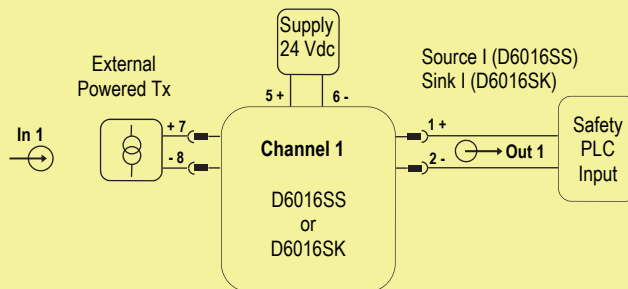 Supply
24 Vdc
5 +
6 -
External
Powered Tx
Source I (D6016SS)
Sink I (D6016SK)
In 1
+ 7
- 8
Channel 1
D6016SS
or
D6016SK
1 +
2 -
Out 1
Safety
PLC
Input